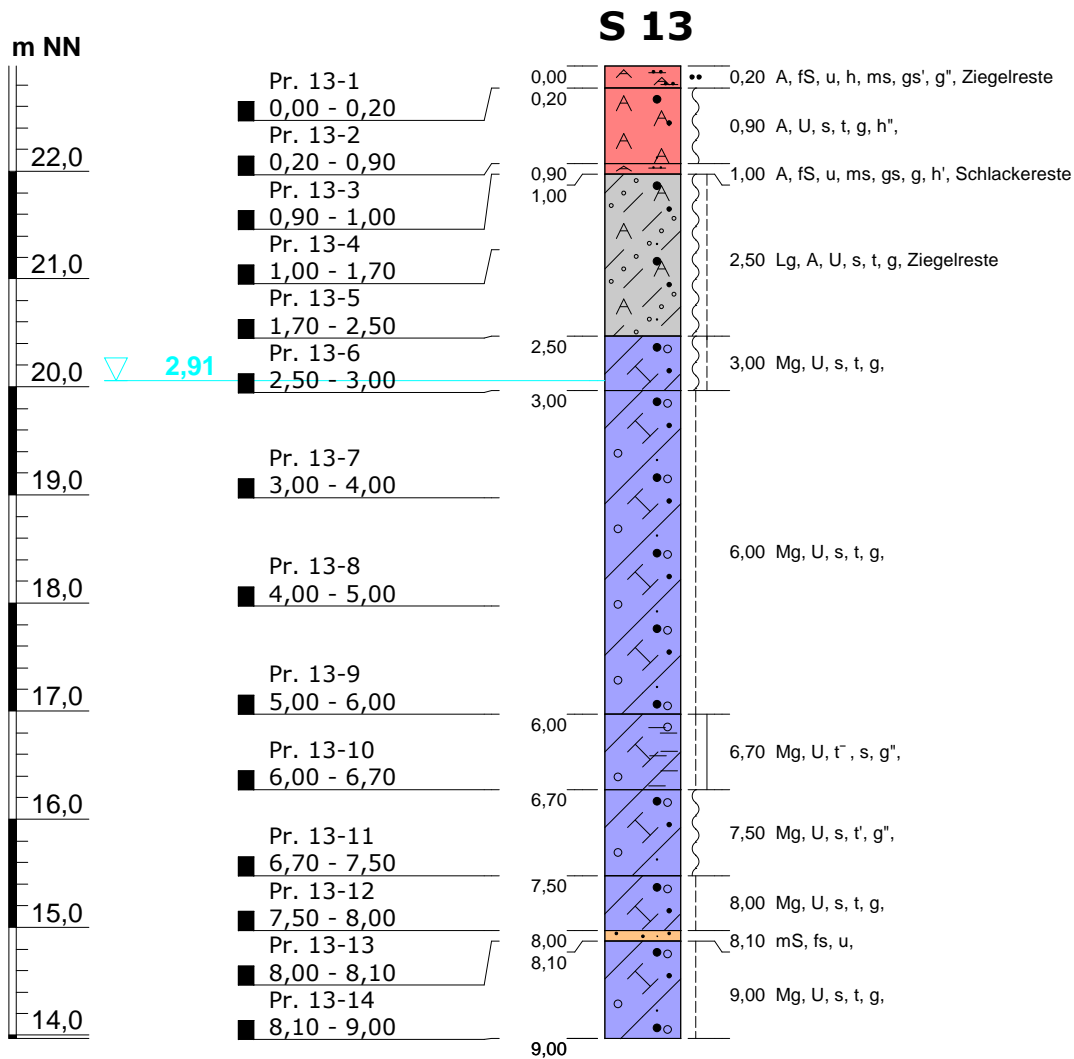 S 13
m NN
22,0
21,0
20,0
19,0
18,0
17,0
16,0
15,0
14,0
2,91
Pr. 13-1
0,00 - 0,20
Pr. 13-2
0,20 - 0,90
Pr. 13-3
0,90 - 1,00
Pr. 13-4
1,00 - 1,70
Pr. 13-5
1,70 - 2,50
Pr. 13-6
2,50 - 3,00
Pr. 13-7
3,00 - 4,00
Pr. 13-8
4,00 - 5,00
Pr. 13-9
5,00 - 6,00
Pr. 13-10
6,00 - 6,70
Pr. 13-11
6,70 - 7,50
Pr. 13-12
7,50 - 8,00
Pr. 13-13
8,00 - 8,10
Pr. 13-14
8,10 - 9,00
0,00
0,20
0,90
1,00
2,50
3,00
6,00
6,70
7,50
8,00
8,10
9,00
0,20 A, fS, u, h, ms, gs', g", Ziegelreste
0,90 A, U, s, t, g, h",
1,00 A, fS, u, ms, gs, g, h', Schlackereste
2,50 Lg, A, U, s, t, g, Ziegelreste
3,00 Mg, U, s, t, g,
6,00 Mg, U, s, t, g,
6,70 Mg, U, t¯, s, g",
7,50 Mg, U, s, t', g",
8,00 Mg, U, s, t, g,
8,10 mS, fs, u,
9,00 Mg, U, s, t, g,